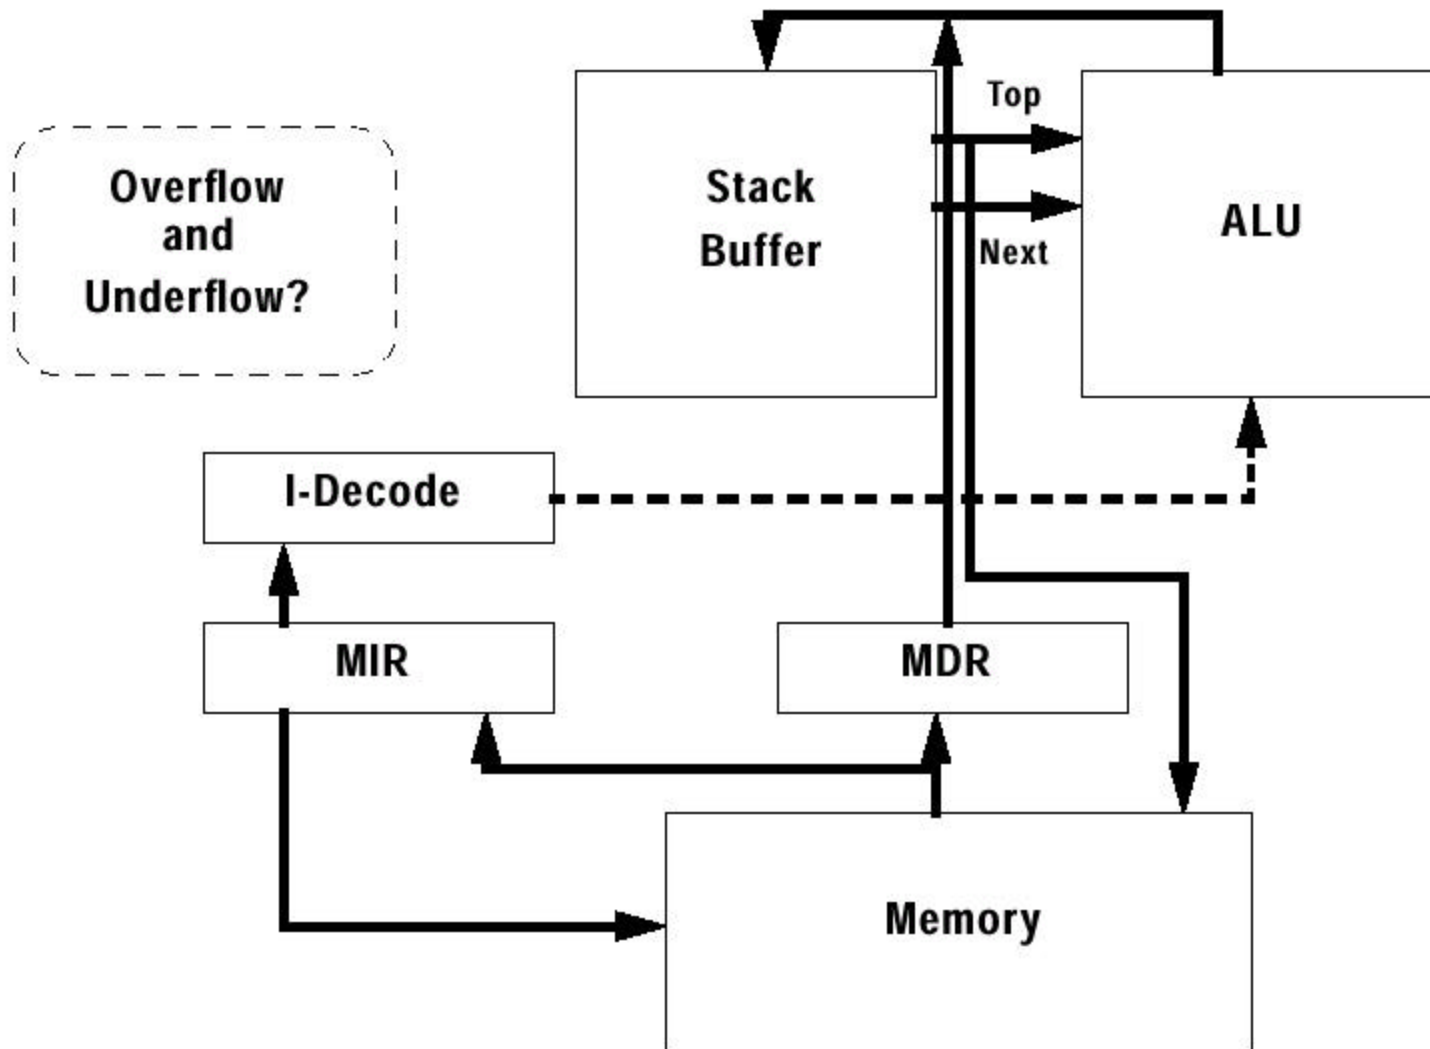 Top
Overflow
and
Underflow?
Stack
Buffer
ALU
Next
I-Decode
MIR
MDR
Memory